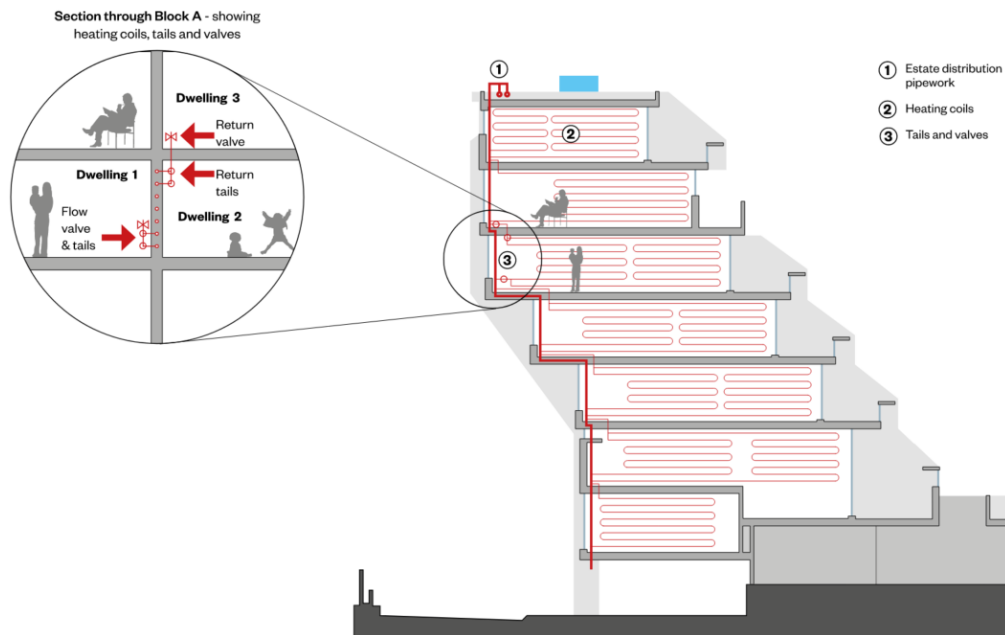 Section through Block A - showing
heating coils, tails and valves
Dwelling 3
Return
valve
Dwelling 1
Return
tails
Flow
valve
& tails
Dwelling 2
1
2
3
1 Estate distribution
pipework
2 Heating coils
3 Tails and valves